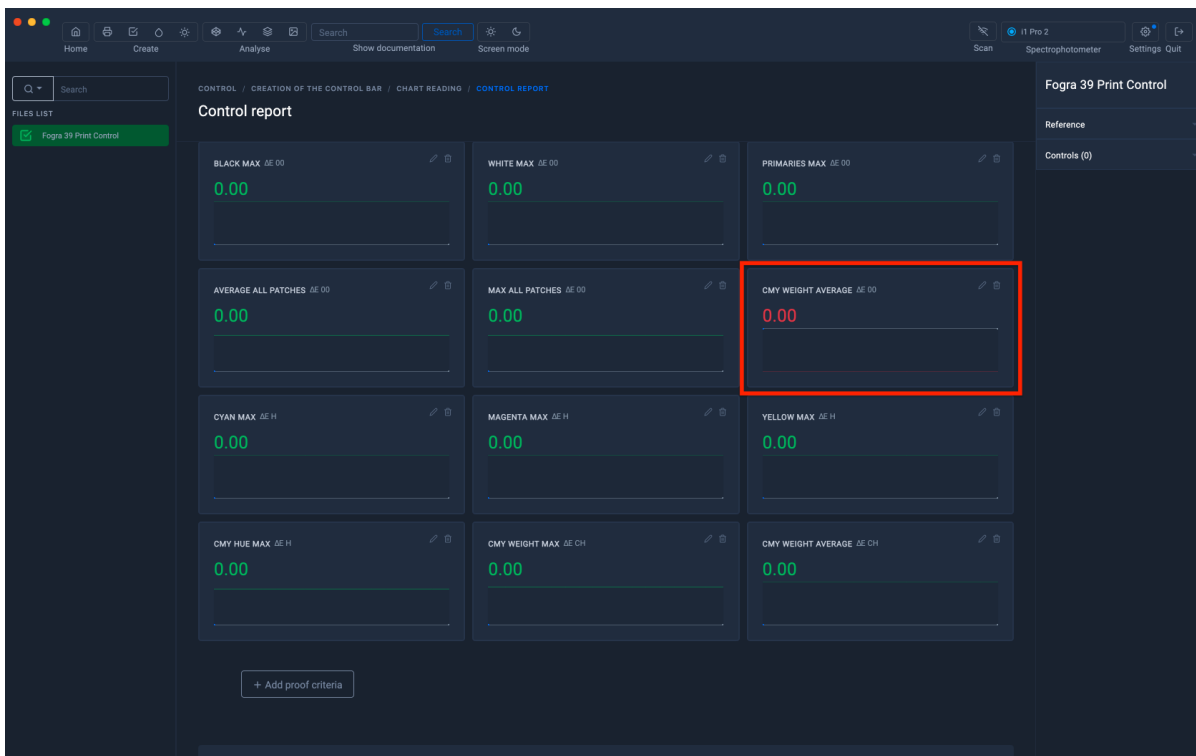 Search
Search
i1 Pro 2
Home
Create
Analyse
Show documentation
Screen mode
Scan
Spectrophotometer
Settings
Quit
Search
FILES LIST
Fogra 39 Print Control
CONTROL / CREATION OF THE CONTROL BAR / CHART READING / CONTROL REPORT
Control report
BLACK MAX ΔE 00
0.00
WHITE MAX ΔE 00
0.00
PRIMARIES MAX ΔE 00
0.00
AVERAGE ALL PATCHES ΔE 00
0.00
MAX ALL PATCHES ΔE 00
0.00
CMY WEIGHT AVERAGE ΔE 00
0.00
CYAN MAX ΔE H
0.00
MAGENTA MAX ΔE H
0.00
YELLOW MAX ΔE H
0.00
CMY HUE MAX ΔE H
0.00
CMY WEIGHT MAX ΔE CH
0.00
CMY WEIGHT AVERAGE ΔE CH
0.00
+ Add proof criteria
Fogra 39 Print Control
Reference
Controls (0)